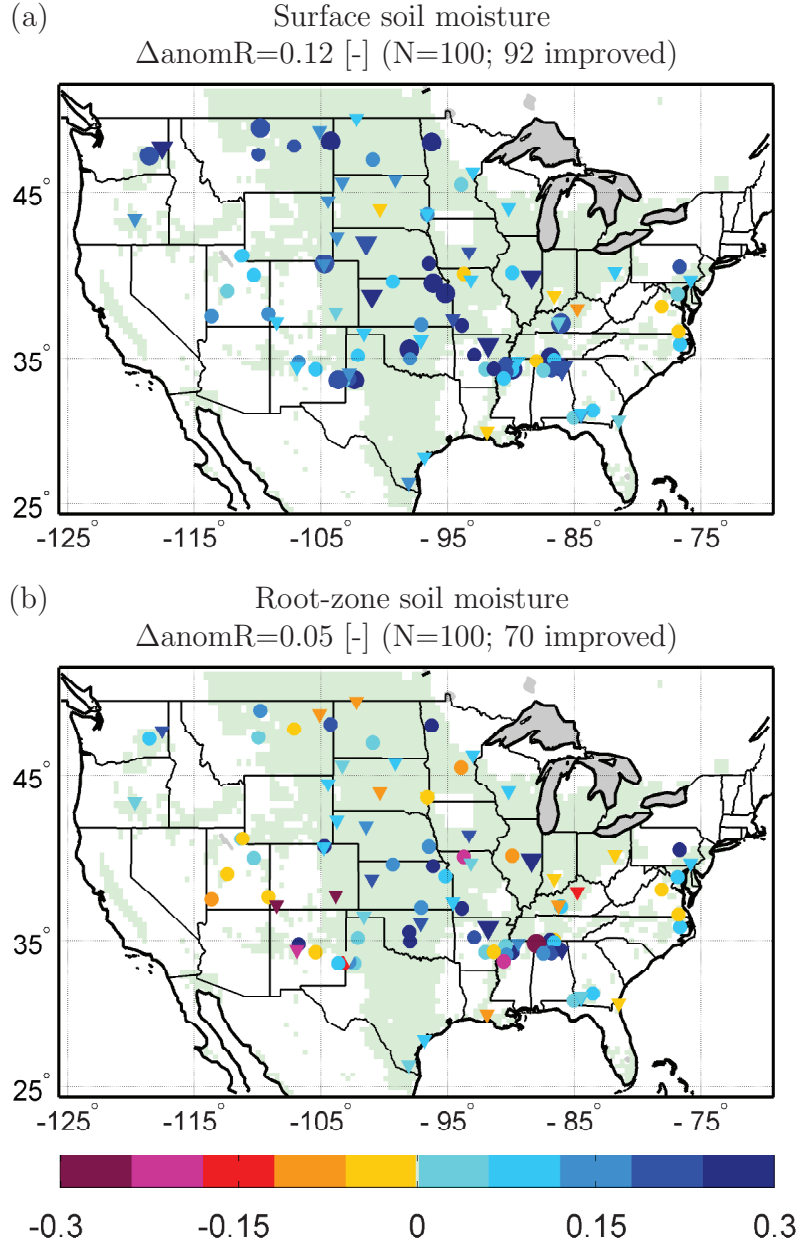 (a)
Surface soil moisture
ΔanomR=0.12 [-] (N=100; 92 improved)
45°
35°
25°
-125° -115° -105° -95° - 85° - 75°
(b)
Root-zone soil moisture
ΔanomR=0.05 [-] (N=100; 70 improved)
45°
35°
25°
-125° -115° -105° -95° - 85° - 75°
-0.3 -0.15 0 0.15 0.3